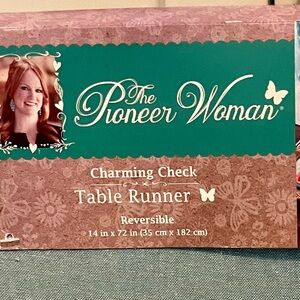 The
Pioneer Woman®
Charming Check
Table Runner
Reversible
14 in x 72 in (35 cm x 182 cm)